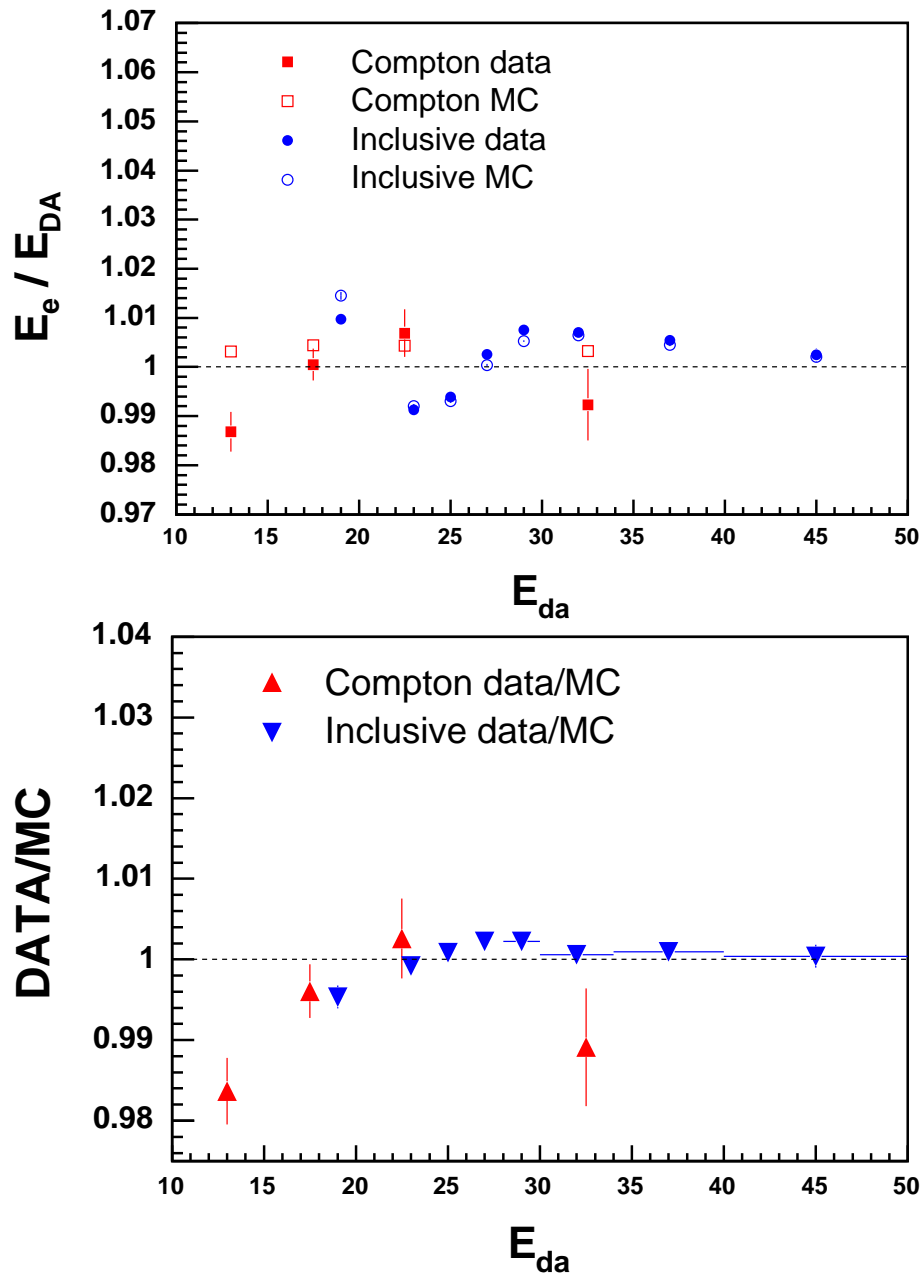 1.07
1.06
1.05
1.04
1.03
1.02
1.01
1
0.99
0.98
0.97
E_e / E_DA
Compton data
Compton MC
Inclusive data
Inclusive MC
10 15 20 25 30 35 40 45 50
E_da
1.04
1.03
1.02
1.01
1
0.99
0.98
DATA/MC
Compton data/MC
Inclusive data/MC
10 15 20 25 30 35 40 45 50
E_da